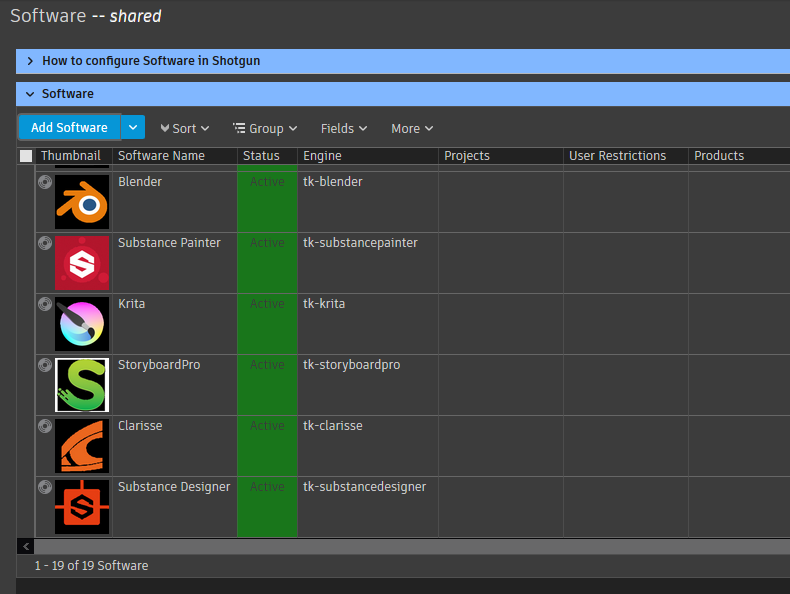 Software -- shared
How to configure Software in Shotgun
Software
Add Software Sort Group Fields More
Thumbnail Software Name Status Engine Projects User Restrictions Products
Blender Active tk-blender
Substance Painter Active tk-substancepainter
Krita Active tk-krita
StoryboardPro Active tk-storyboardpro
Clarisse Active tk-clarisse
Substance Designer Active tk-substancedesigner
1 - 19 of 19 Software